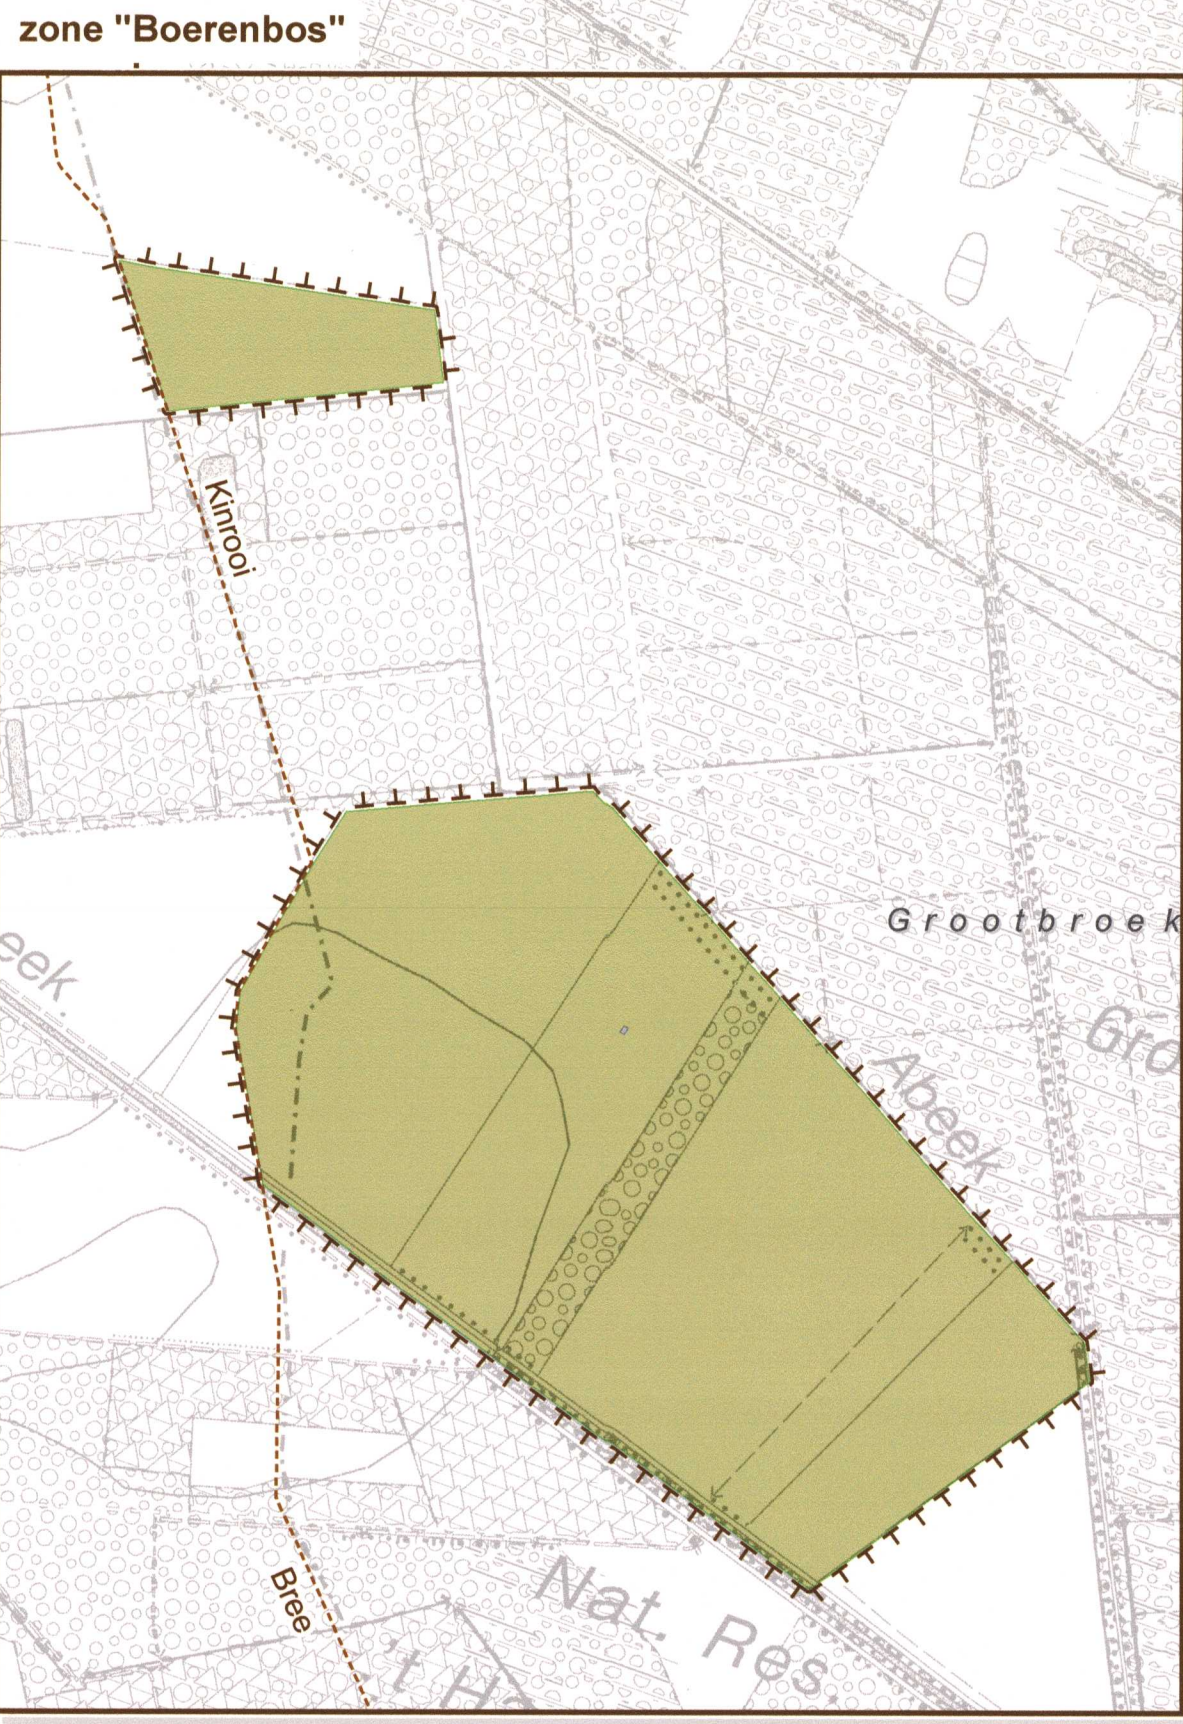 zone "Boerenbos"
Kinrooi
Grootbroek
eek
Gro
Abeek
Bree
Nat. Res.
't H